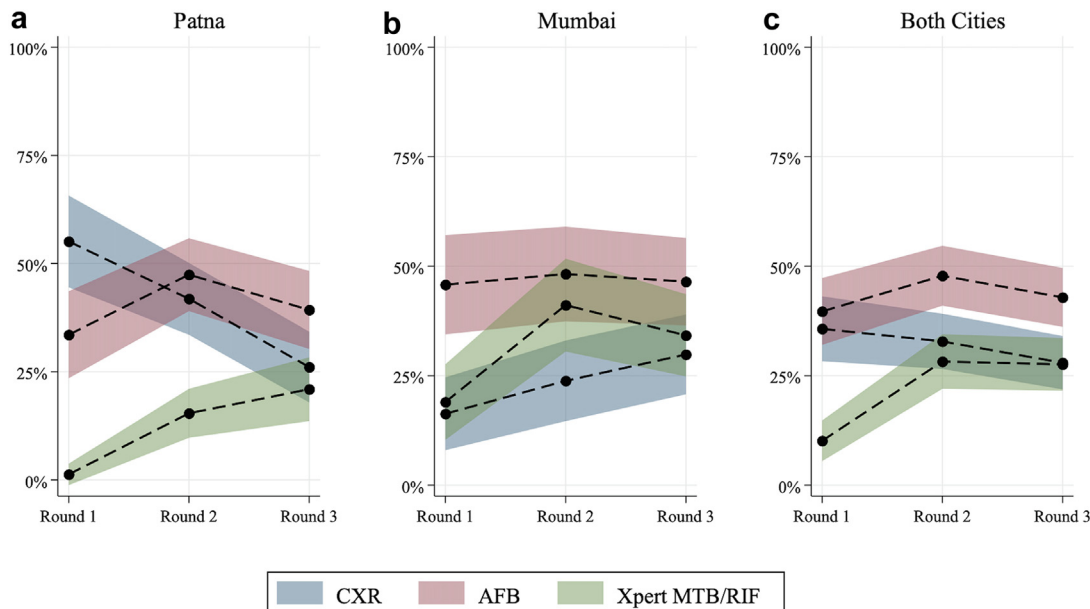 a Patna
100%
75%
50%
25%
0%
Round 1 Round 2 Round 3
b Mumbai
100%
75%
50%
25%
0%
Round 1 Round 2 Round 3
c Both Cities
100%
75%
50%
25%
0%
Round 1 Round 2 Round 3
CXR AFB Xpert MTB/RIF